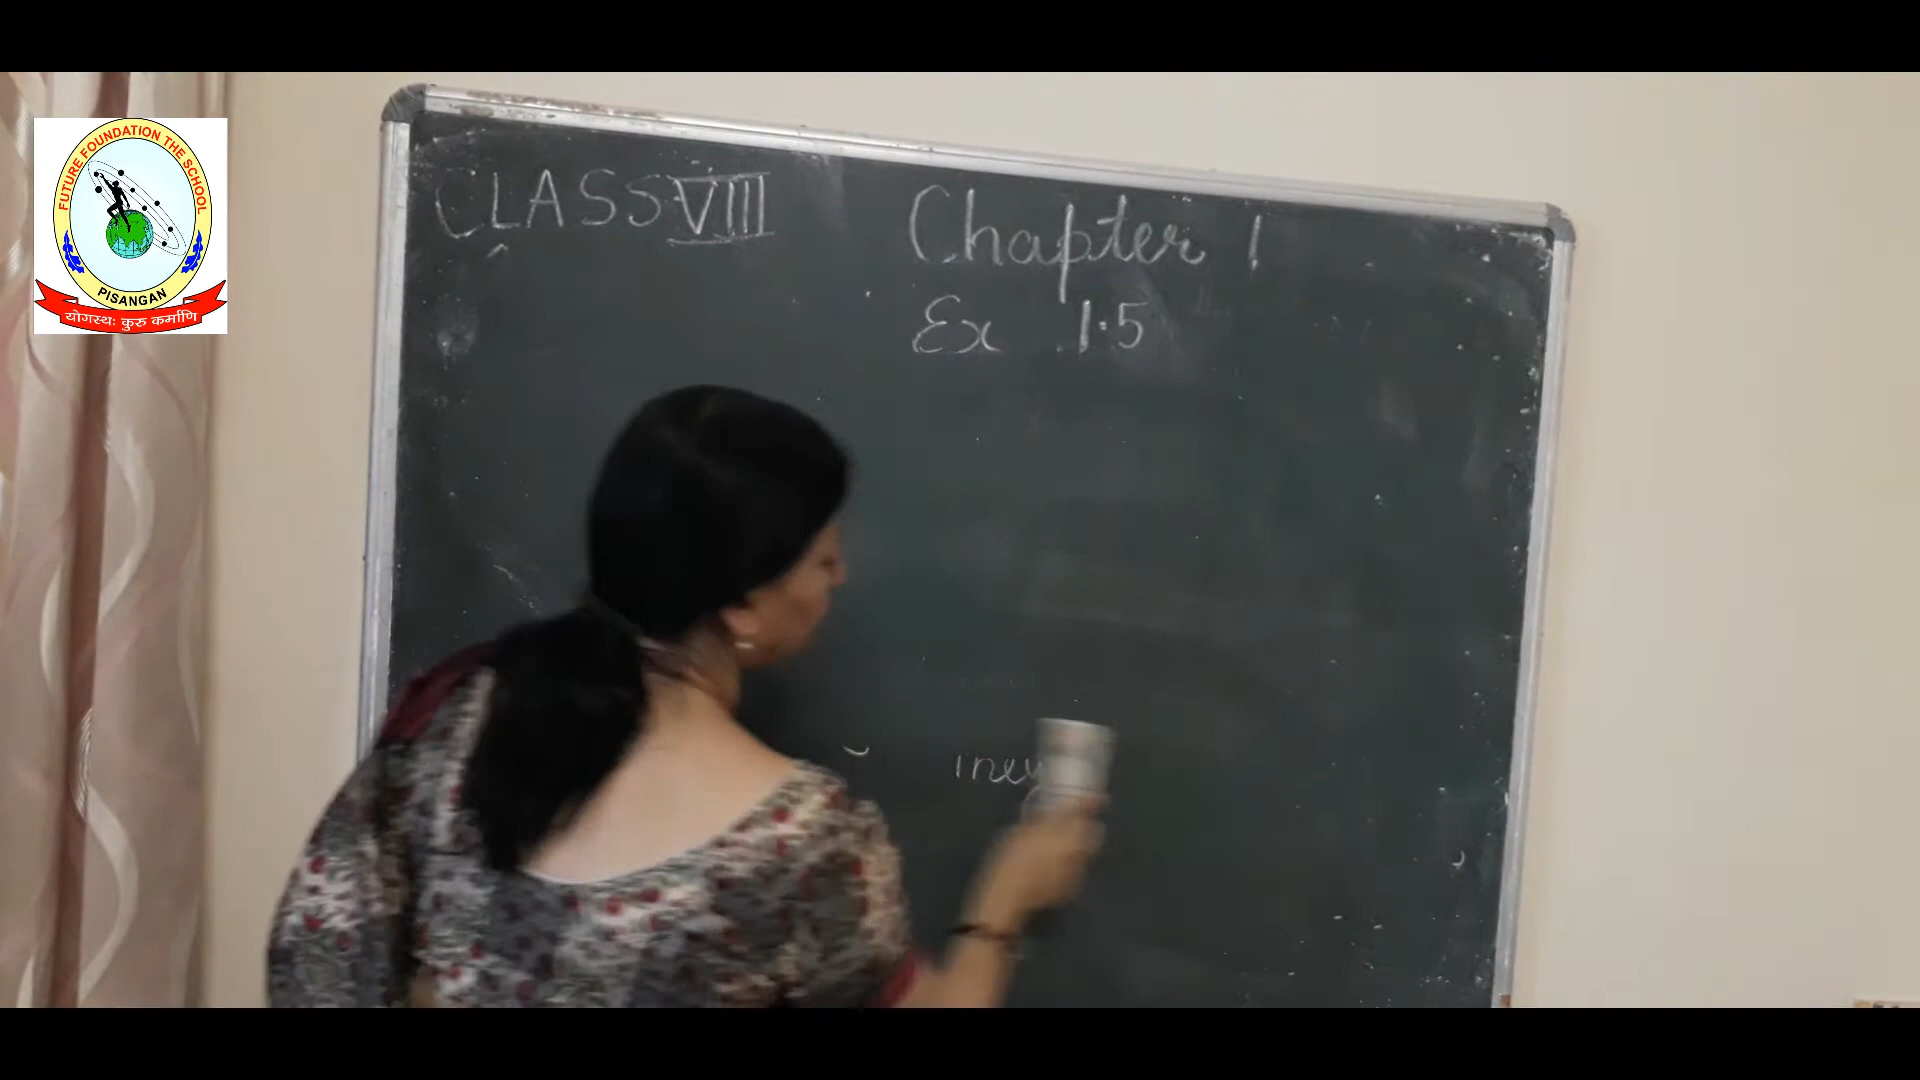 FUTURE FOUNDATION THE SCHOOL
PISANGAN
योगस्थः कुरु कर्माणि
CLASS VIII
Chapter 1
Ex 1.5